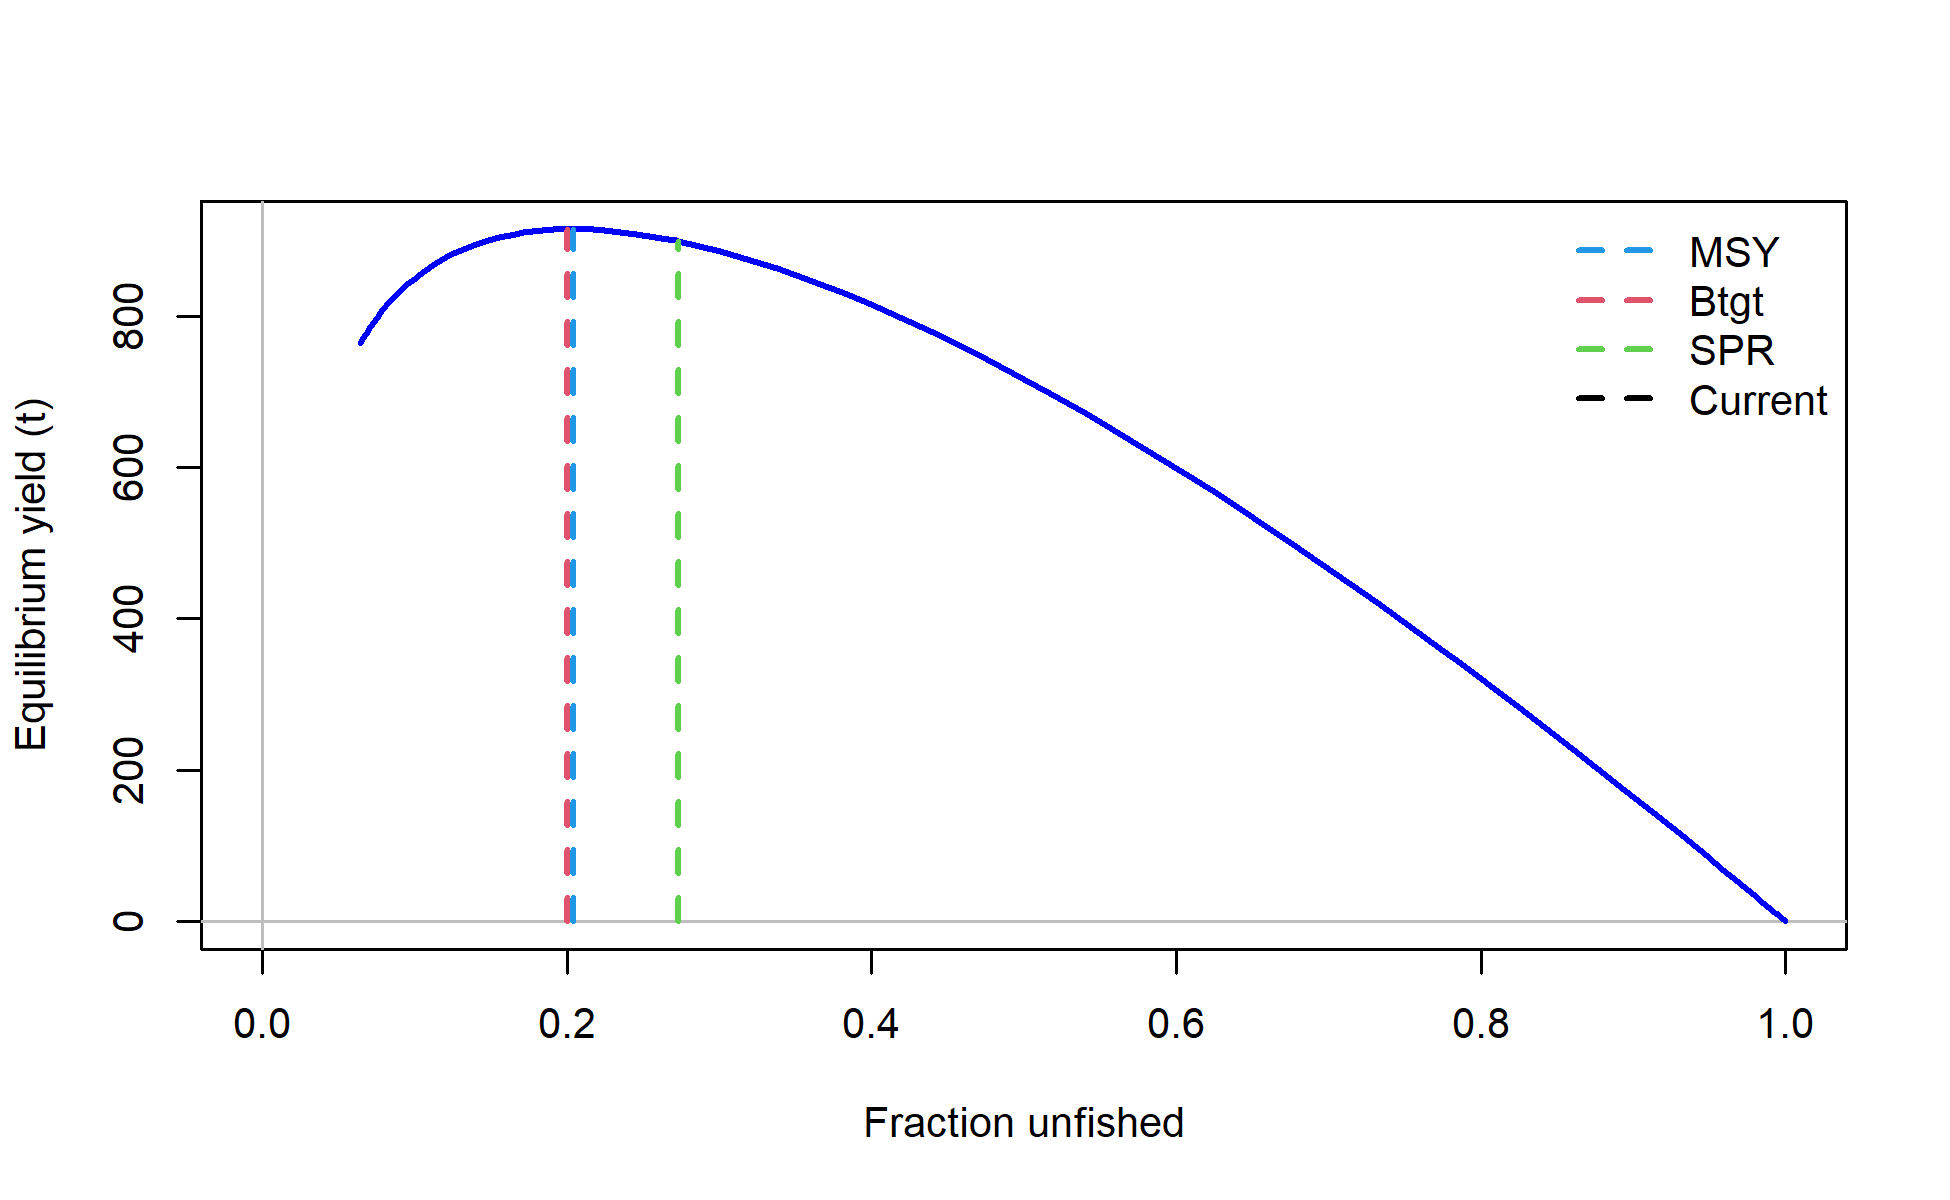 MSY
Btgt
SPR
Current
Equilibrium yield (t)
800
600
400
200
0
0.0 0.2 0.4 0.6 0.8 1.0
Fraction unfished